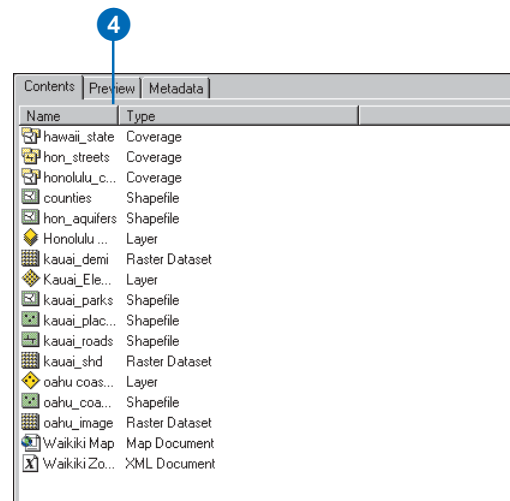 4
Contents Preview Metadata
Name Type
hawaii_state Coverage
hon_streets Coverage
honolulu_c... Coverage
counties Shapefile
hon_aquifers Shapefile
Honolulu ... Layer
kauai_demi Raster Dataset
Kauai_Ele... Layer
kauai_parks Shapefile
kauai_plac... Shapefile
kauai_roads Shapefile
kauai_shd Raster Dataset
oahu coas... Layer
oahu_coa... Shapefile
oahu_image Raster Dataset
Waikiki Map Map Document
Waikiki Zo... XML Document